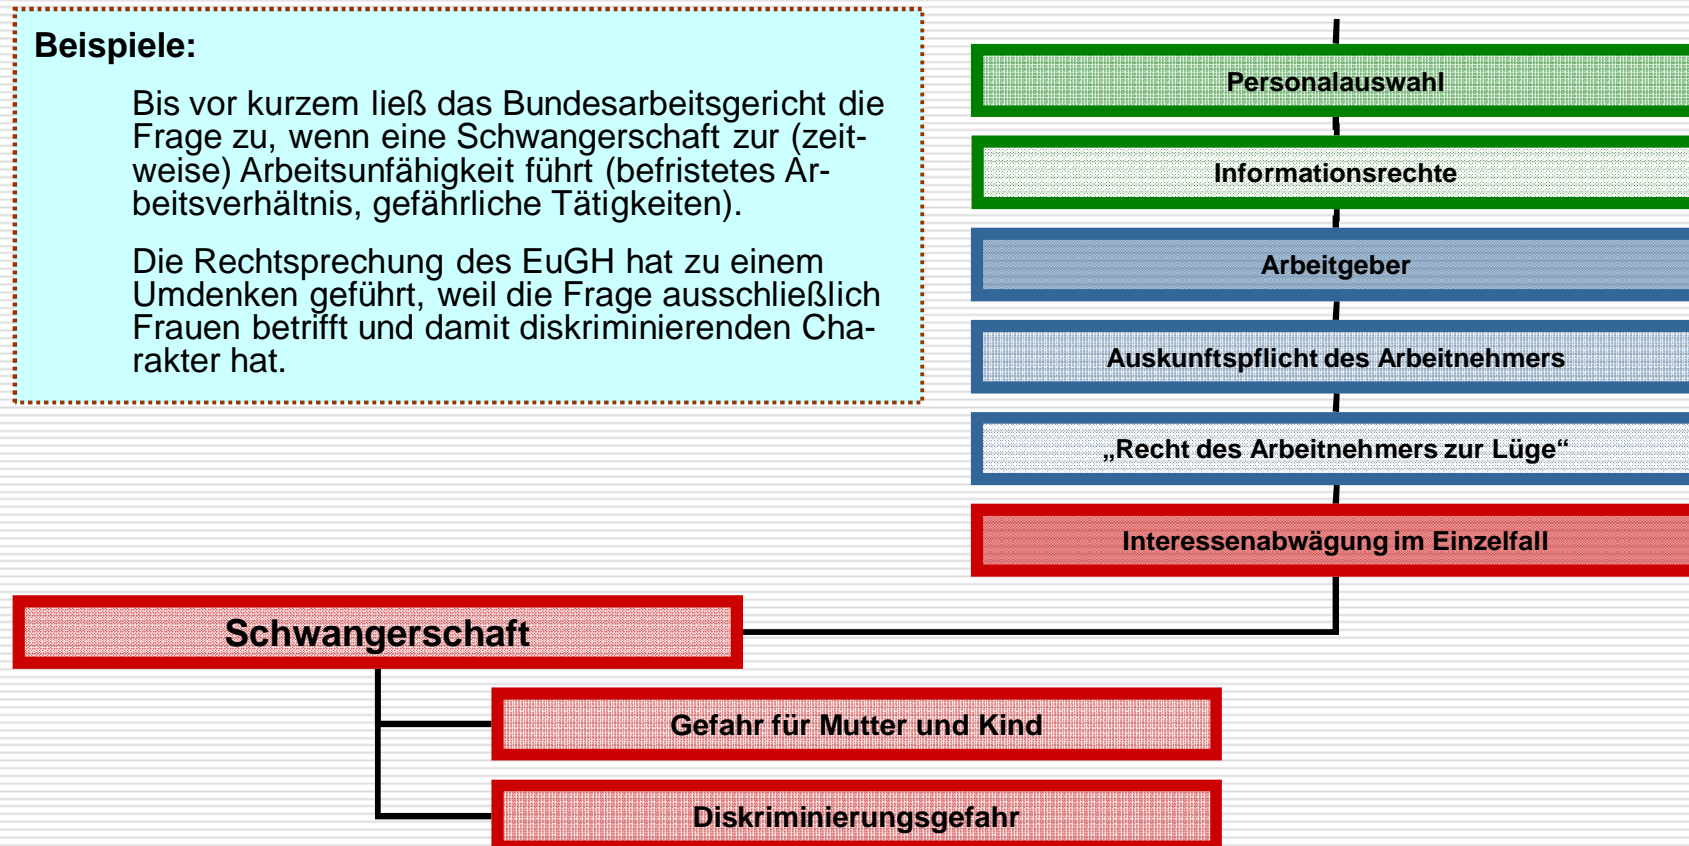 Beispiele:
Bis vor kurzem ließ das Bundesarbeitsgericht die
Frage zu, wenn eine Schwangerschaft zur (zeit-
weise) Arbeitsunfähigkeit führt (befristetes Ar-
beitsverhältnis, gefährliche Tätigkeiten).
Die Rechtsprechung des EuGH hat zu einem
Umdenken geführt, weil die Frage ausschließlich
Frauen betrifft und damit diskriminierenden Cha-
rakter hat.
Personalauswahl
Informationsrechte
Arbeitgeber
Auskunftspflicht des Arbeitnehmers
„Recht des Arbeitnehmers zur Lüge“
Interessenabwägung im Einzelfall
Schwangerschaft
Gefahr für Mutter und Kind
Diskriminierungsgefahr